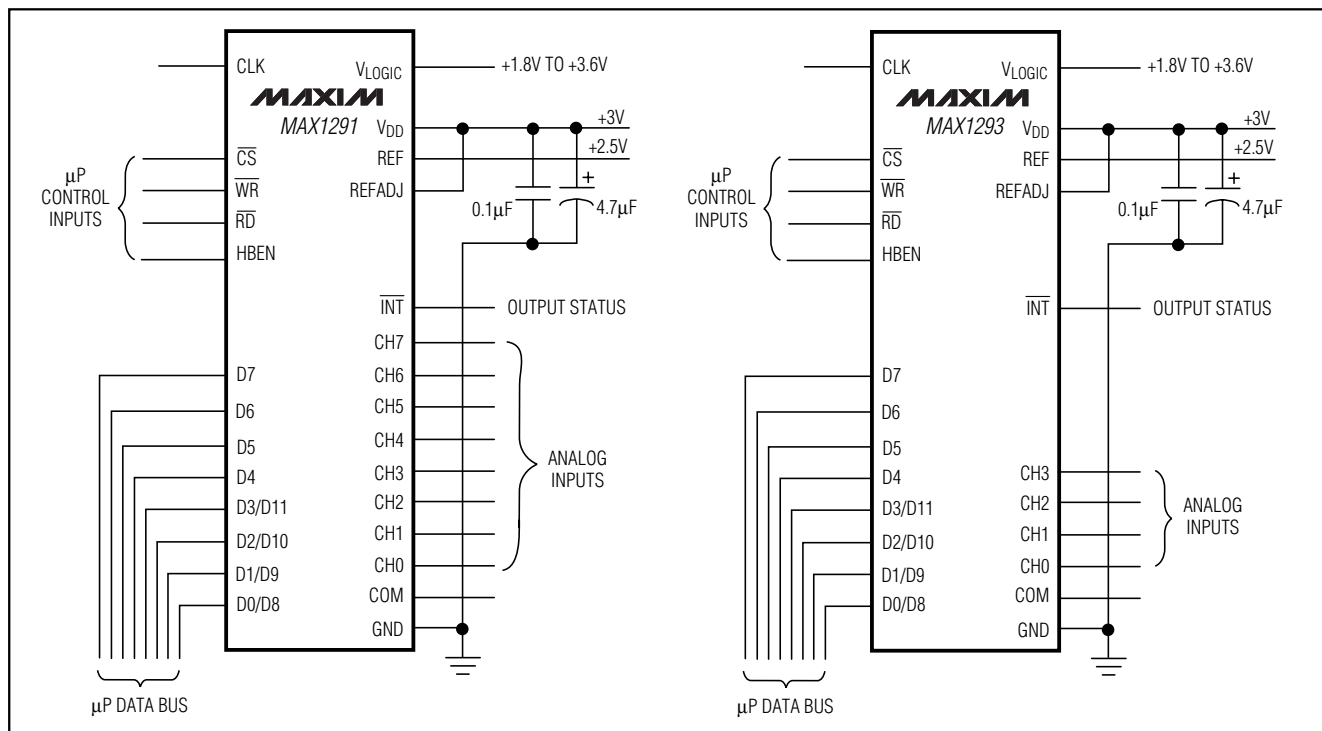 CLK
VLOGIC
+1.8V TO +3.6V
MAXIM
MAX1291
VDD
+3V
REF
+2.5V
REFADJ
CS
WR
RD
HBEN
µP
CONTROL
INPUTS
+
0.1µF
4.7µF
INT
OUTPUT STATUS
CH7
CH6
CH5
CH4
CH3
CH2
CH1
CH0
COM
GND
ANALOG
INPUTS
D7
D6
D5
D4
D3/D11
D2/D10
D1/D9
D0/D8
µP DATA BUS
CLK
VLOGIC
+1.8V TO +3.6V
MAXIM
MAX1293
VDD
+3V
REF
+2.5V
REFADJ
CS
WR
RD
HBEN
µP
CONTROL
INPUTS
+
0.1µF
4.7µF
INT
OUTPUT STATUS
CH3
CH2
CH1
CH0
COM
GND
ANALOG
INPUTS
D7
D6
D5
D4
D3/D11
D2/D10
D1/D9
D0/D8
µP DATA BUS